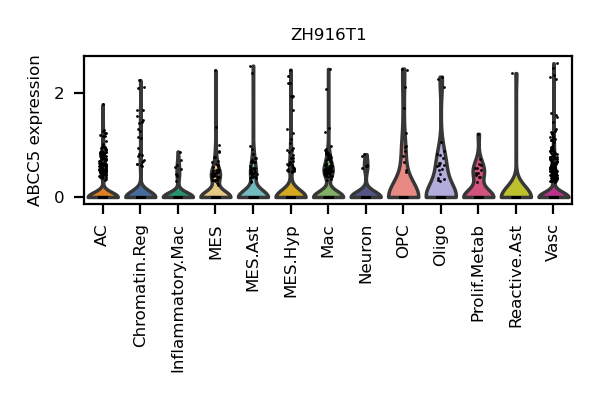 ZH916T1
ABCC5 expression
2
0
AC
Chromatin.Reg
Inflammatory.Mac
MES
MES.Ast
MES.Hyp
Mac
Neuron
OPC
Oligo
Prolif.Metab
Reactive.Ast
Vasc